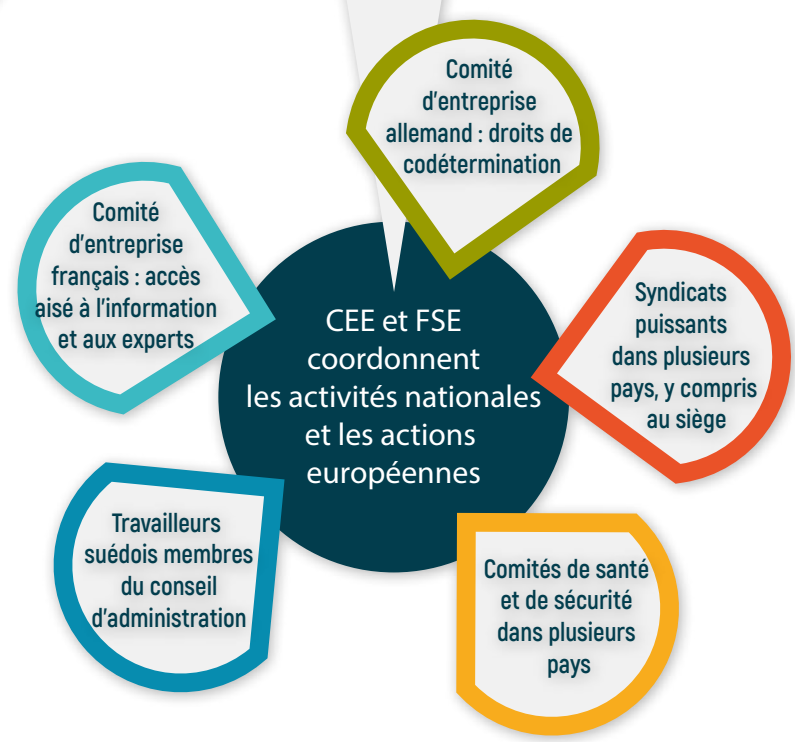 Comité
d'entreprise
allemand : droits de
codétermination
Comité
d'entreprise
français : accès
aisé à l'information
et aux experts
CEE et FSE
coordonnent
les activités nationales
et les actions
européennes
Syndicats
puissants
dans plusieurs
pays, y compris
au siège
Travailleurs
suédois membres
du conseil
d'administration
Comités de santé
et de sécurité
dans plusieurs
pays